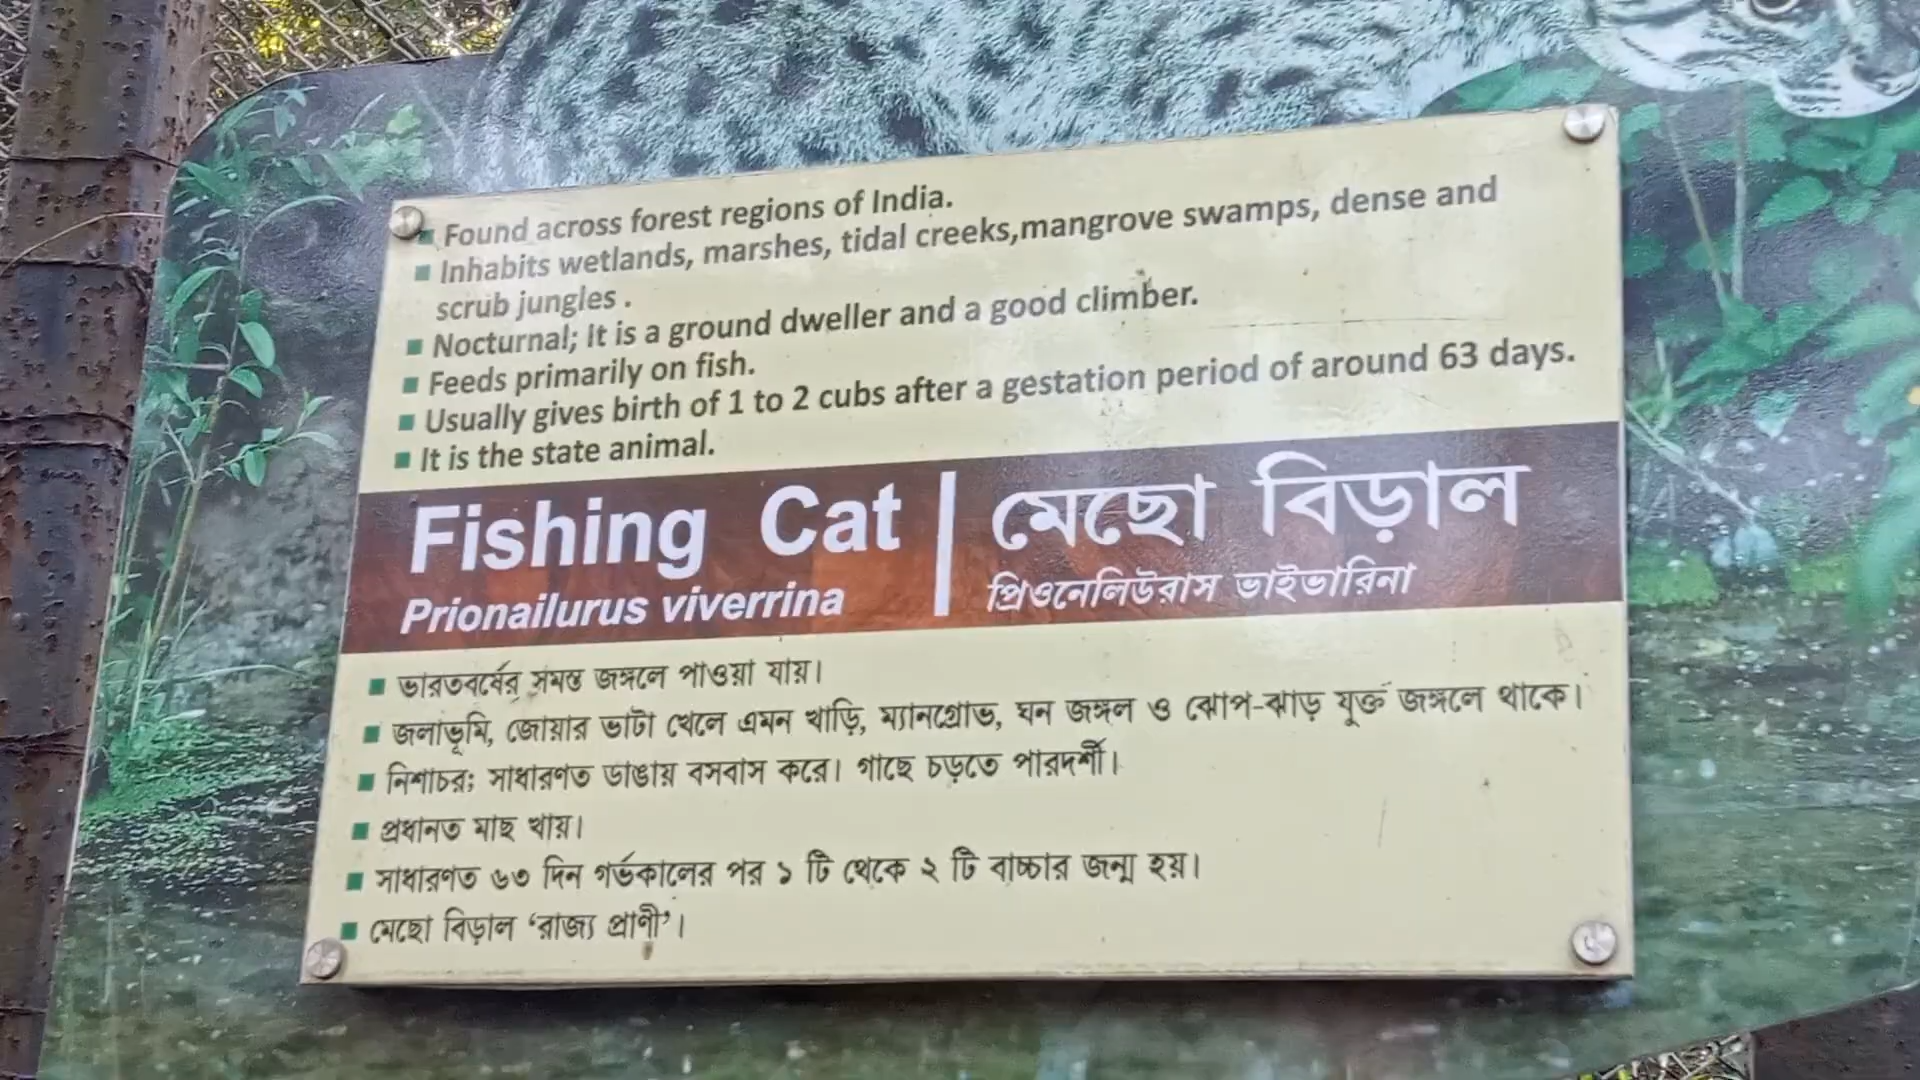 ▪ Found across forest regions of India.
▪ Inhabits wetlands, marshes, tidal creeks,mangrove swamps, dense and
scrub jungles .
▪ Nocturnal; It is a ground dweller and a good climber.
▪ Feeds primarily on fish.
▪ Usually gives birth of 1 to 2 cubs after a gestation period of around 63 days.
▪ It is the state animal.
Fishing Cat | মেছো বিড়াল
Prionailurus viverrina প্রিওনেলিউরাস ভাইভারিনা
▪ ভারতবর্ষের সমস্ত জঙ্গলে পাওয়া যায়।
▪ জলাভূমি, জোয়ার ভাটা খেলে এমন খাড়ি, ম্যানগ্রোভ, ঘন জঙ্গল ও ঝোপ-ঝাড় যুক্ত জঙ্গলে থাকে।
▪ নিশাচর; সাধারণত ডাঙায় বসবাস করে। গাছে চড়তে পারদর্শী।
▪ প্রধানত মাছ খায়।
▪ সাধারণত ৬৩ দিন গর্ভকালের পর ১ টি থেকে ২ টি বাচ্চার জন্ম হয়।
▪ মেছো বিড়াল ‘রাজ্য প্রাণী’।